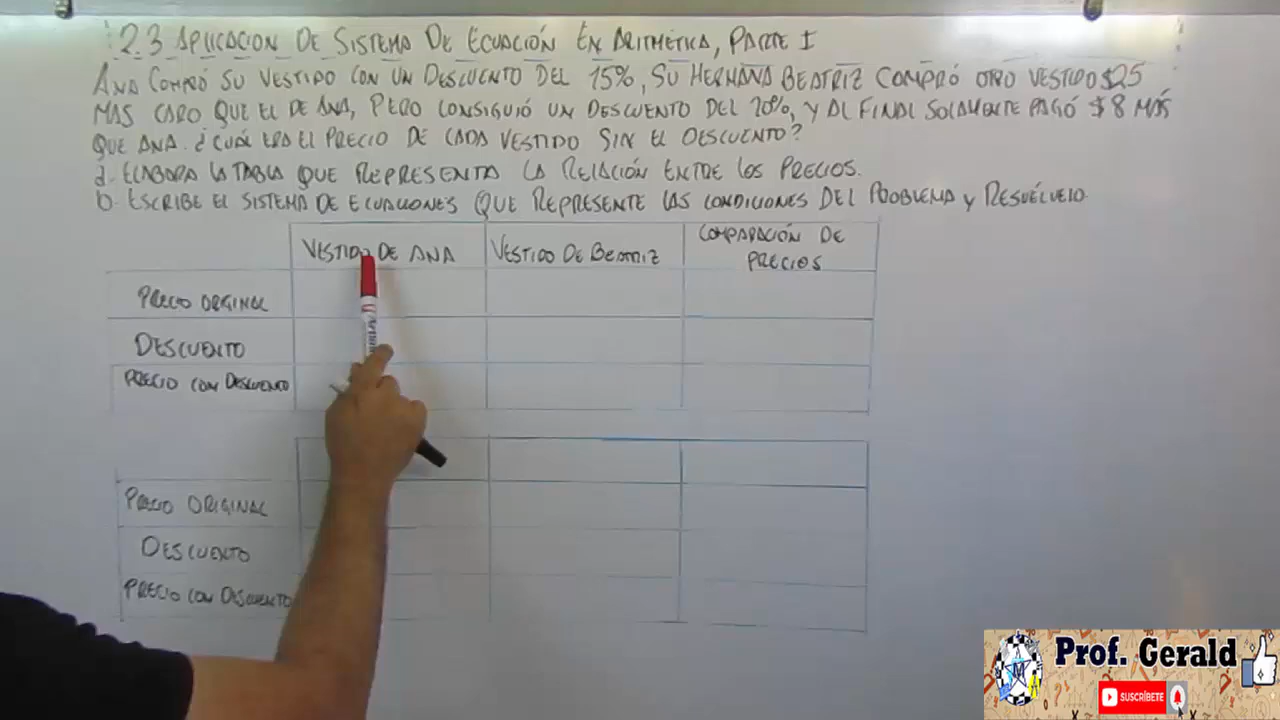 2.3 APLICACION DE SISTEMA DE ECUACIÓN EN ARITMÉTICA, PARTE I
ANA COMPRÓ SU VESTIDO CON UN DESCUENTO DEL 15%, SU HERMANA BEATRIZ COMPRÓ OTRO VESTIDO $25
MAS CARO QUE EL DE ANA, PERO CONSIGUIÓ UN DESCUENTO DEL 20%, Y AL FINAL SOLAMENTE PAGÓ $8 MÁS
QUE ANA. ¿CUÁL ERA EL PRECIO DE CADA VESTIDO SIN EL DESCUENTO?
a. ELABORA LA TABLA QUE REPRESENTA LA RELACIÓN ENTRE LOS PRECIOS.
b. ESCRIBE EL SISTEMA DE ECUACIONES QUE REPRESENTE LAS CONDICIONES DEL PROBLEMA y RESUÉLVELO.
VESTIDO DE ANA VESTIDO DE BEATRIZ COMPARACIÓN DE
PRECIOS
PRECIO ORGINAL
DESCUENTO
PRECIO CON DESCUENTO
PRECIO ORIGINAL
DESCUENTO
PRECIO CON DESCUENTO
Prof. Gerald
SUSCRÍBETE